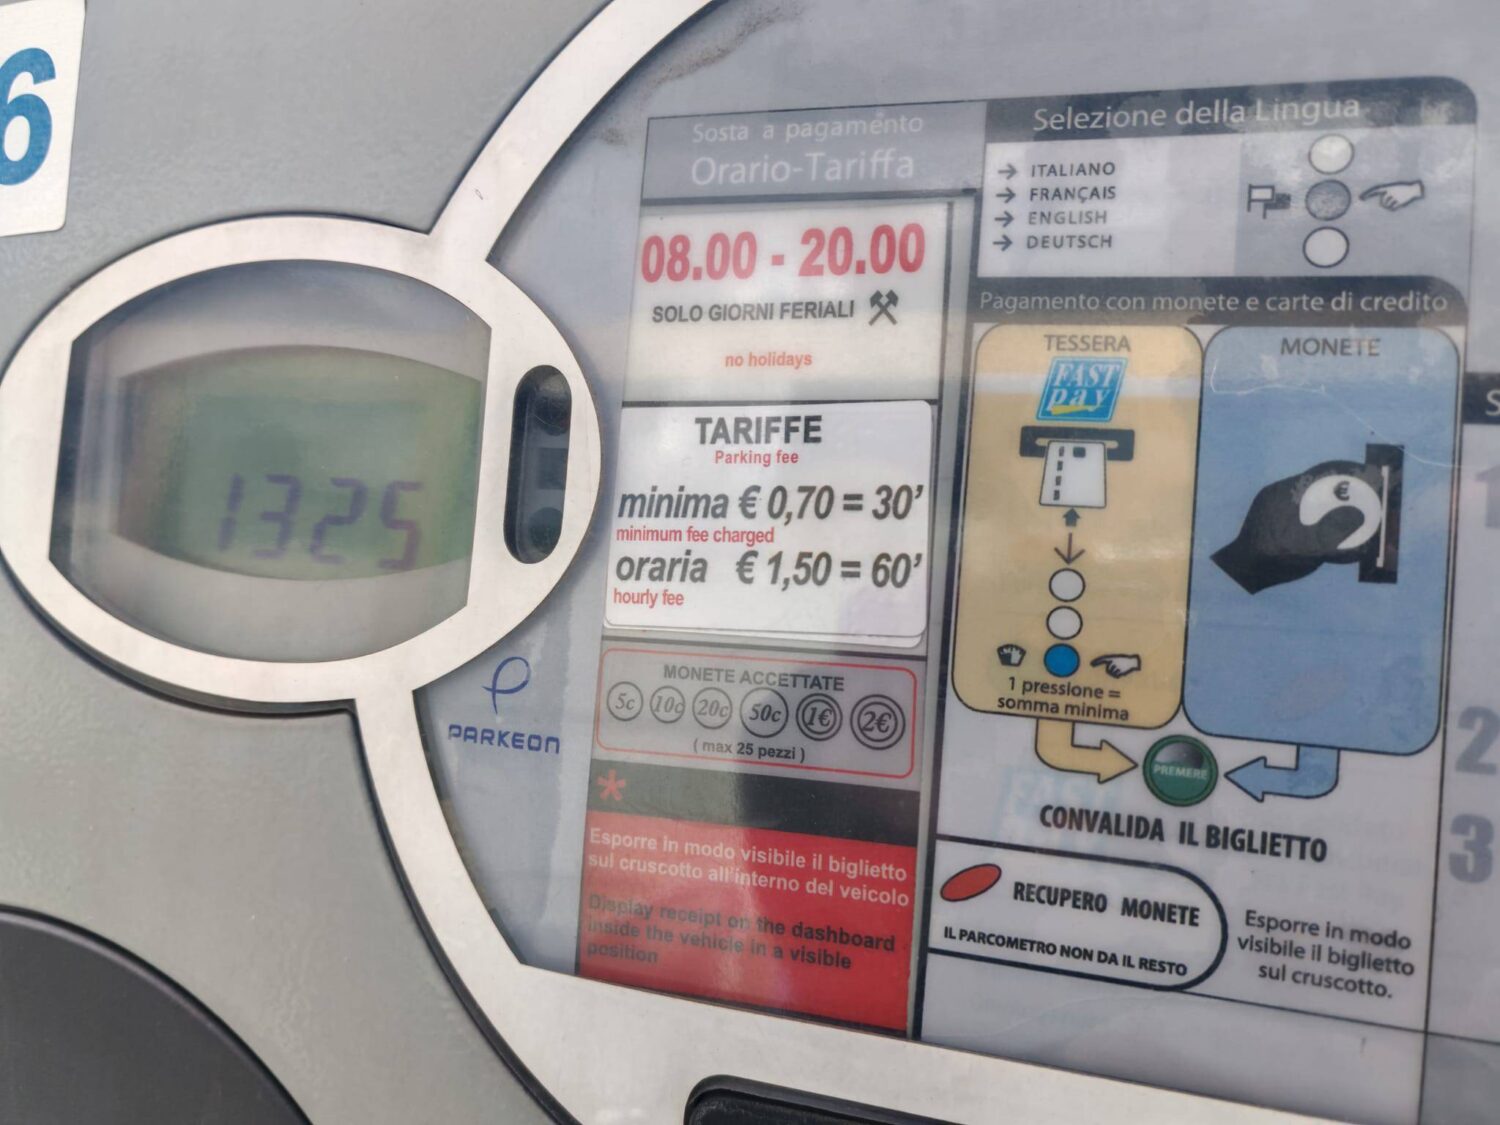 6
1325
PARKEON
Sosta a pagamento
Orario-Tariffa
08.00 - 20.00
SOLO GIORNI FERIALI
no holidays
TARIFFE
Parking fee
minima € 0,70 = 30'
minimum fee charged
oraria € 1,50 = 60'
hourly fee
MONETE ACCETTATE
5c 10c 20c 50c 1€ 2€
( max 25 pezzi )
*
Esporre in modo visibile il biglietto
sul cruscotto all'interno del veicolo
Display receipt on the dashboard
inside the vehicle in a visible
position
Selezione della Lingua
→ ITALIANO
→ FRANÇAIS
→ ENGLISH
→ DEUTSCH
Pagamento con monete e carte di credito
TESSERA
FAST
pay
1 pressione =
somma minima
MONETE
€
PREMERE
CONVALIDA IL BIGLIETTO
RECUPERO MONETE
IL PARCOMETRO NON DA IL RESTO
Esporre in modo
visibile il biglietto
sul cruscotto.
S
1
2
3